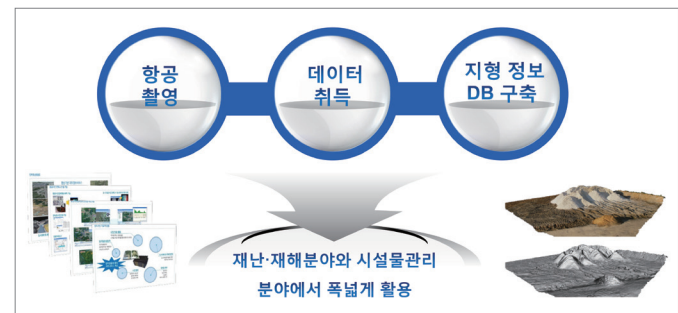 항공
촬영
데이터
취득
지형 정보
DB 구축
재난·재해분야와 시설물관리
분야에서 폭넓게 활용